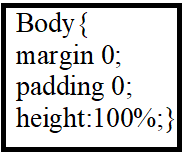 Body{
margin 0;
padding 0;
height:100%;}